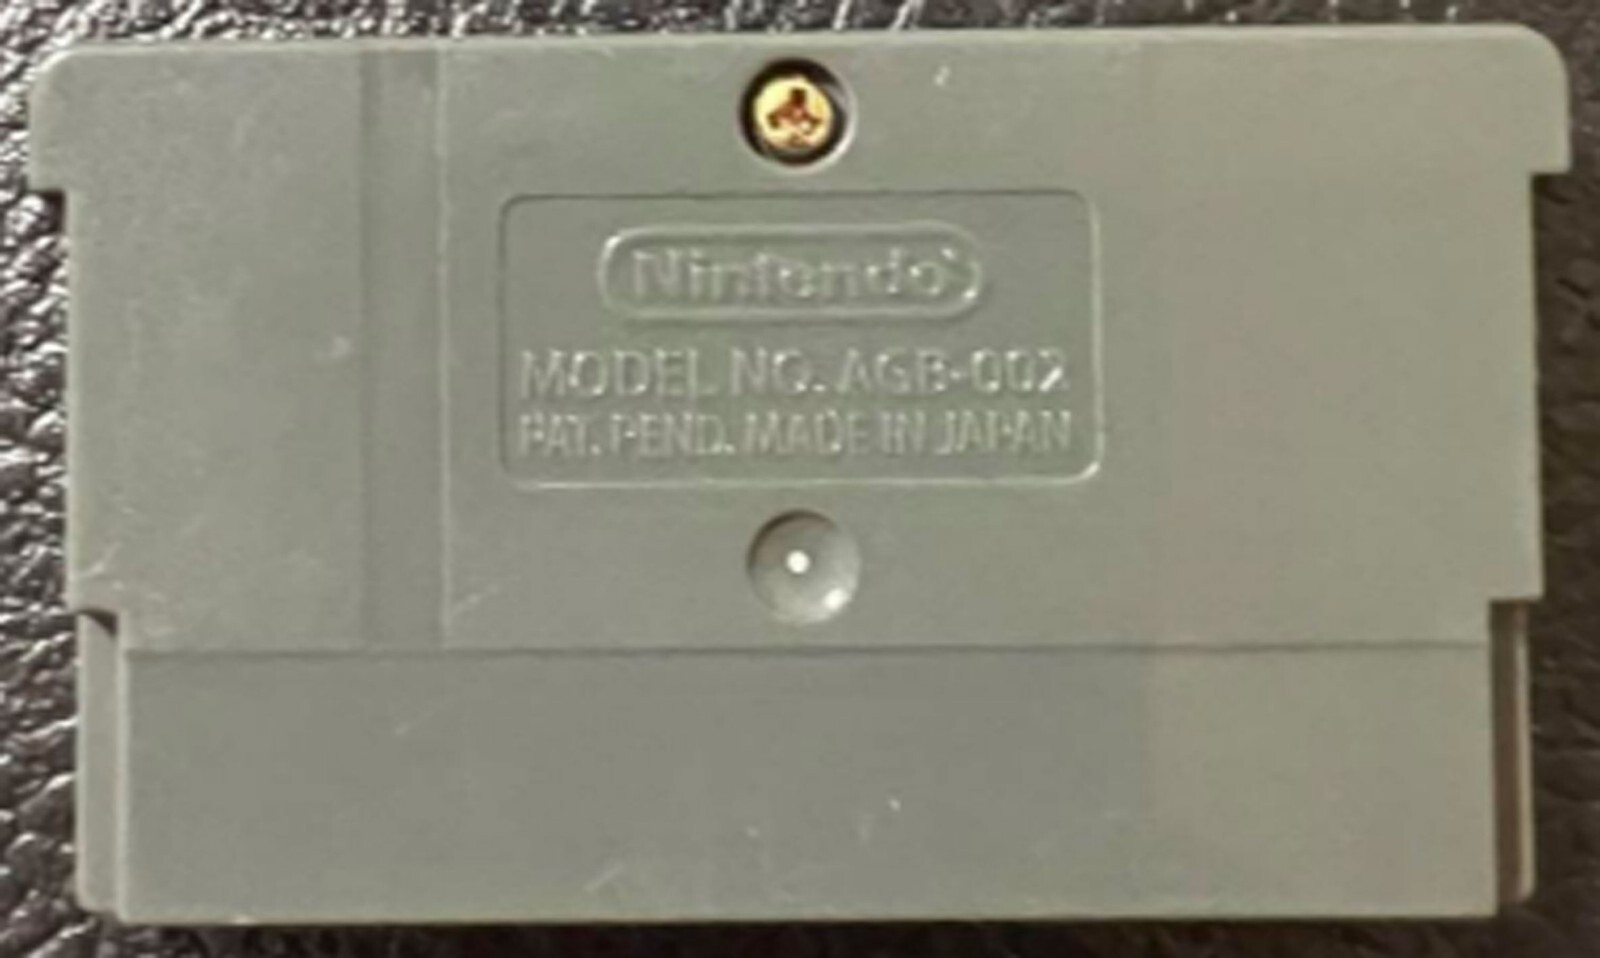 Nintendo®
MODEL NO. AGB-002
PAT. PEND. MADE IN JAPAN